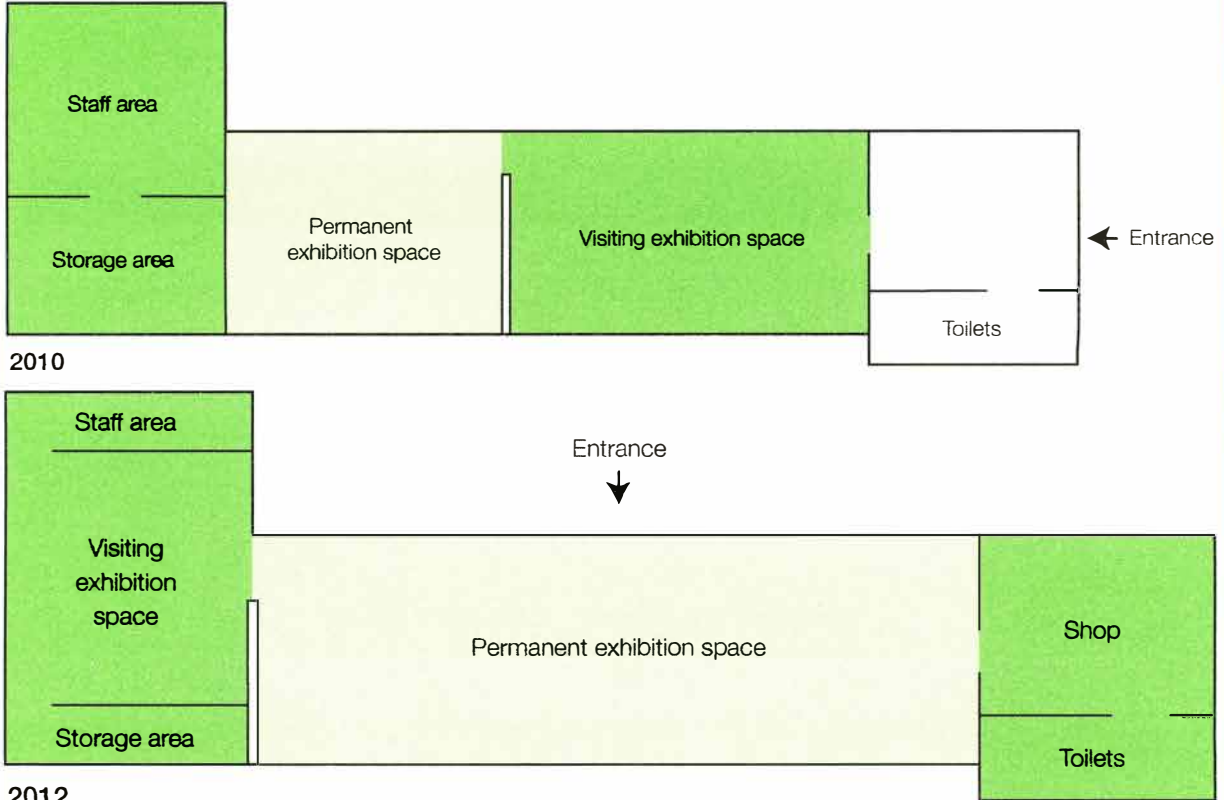 Staff area
Storage area
Permanent
exhibition space
Visiting exhibition space
Entrance
Toilets
2010
Staff area
Entrance
Visiting
exhibition
space
Permanent exhibition space
Shop
Storage area
Toilets
2012